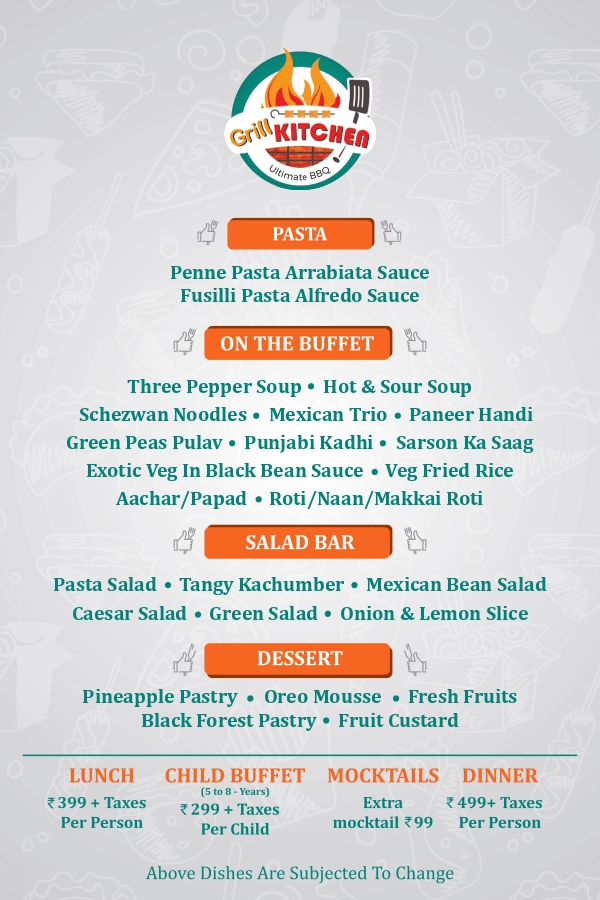 Grill KITCHEN
Ultimate BBQ
PASTA
Penne Pasta Arrabiata Sauce
Fusilli Pasta Alfredo Sauce
ON THE BUFFET
Three Pepper Soup • Hot & Sour Soup
Schezwan Noodles • Mexican Trio • Paneer Handi
Green Peas Pulav • Punjabi Kadhi • Sarson Ka Saag
Exotic Veg In Black Bean Sauce • Veg Fried Rice
Aachar/Papad • Roti/Naan/Makkai Roti
SALAD BAR
Pasta Salad • Tangy Kachumber • Mexican Bean Salad
Caesar Salad • Green Salad • Onion & Lemon Slice
DESSERT
Pineapple Pastry • Oreo Mousse • Fresh Fruits
Black Forest Pastry • Fruit Custard
LUNCH
₹399 + Taxes
Per Person
CHILD BUFFET
(5 to 8 - Years)
₹299 + Taxes
Per Child
MOCKTAILS
Extra
mocktail ₹99
DINNER
₹499+ Taxes
Per Person
Above Dishes Are Subjected To Change